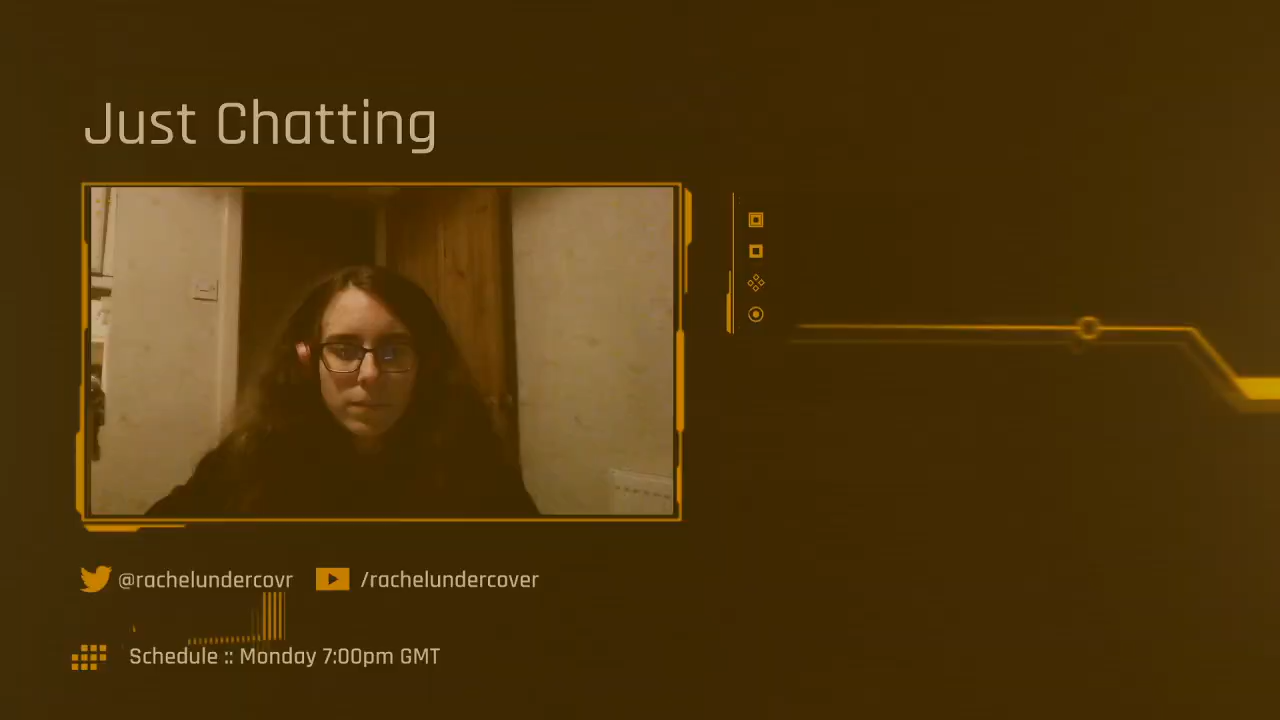 Just Chatting
@rachelundercovr /rachelundercover
Schedule :: Monday 7:00pm GMT